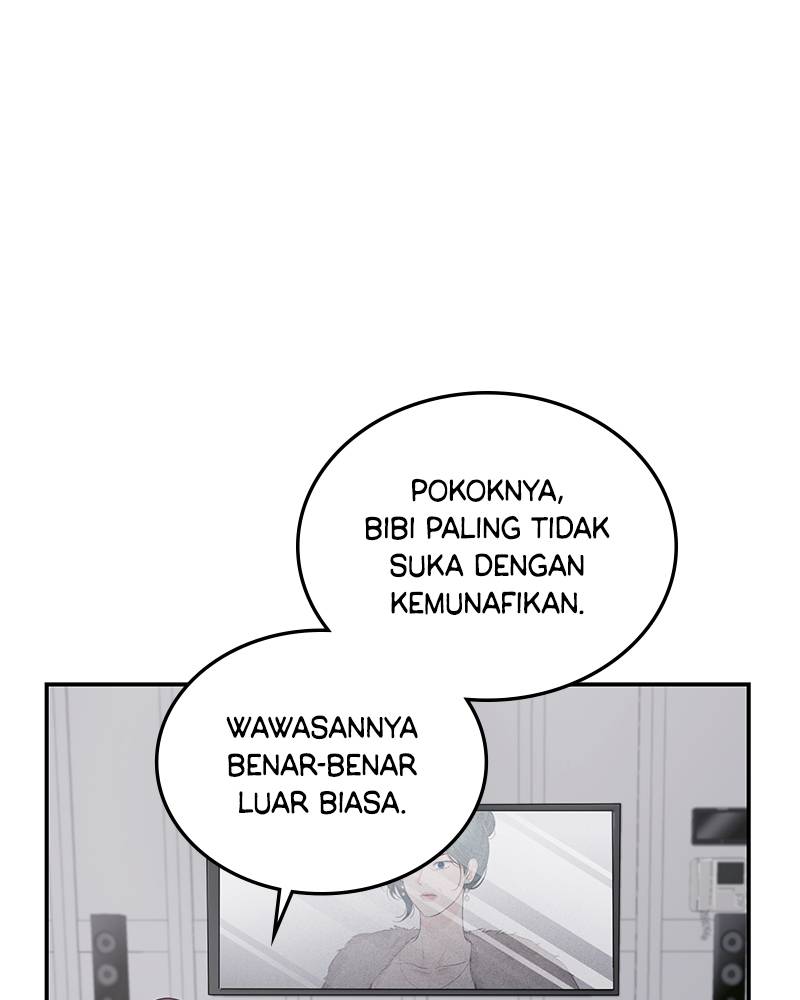 POKOKNYA,
BIBI PALING TIDAK
SUKA DENGAN
KEMUNAFIKAN.
WAWASANNYA
BENAR-BENAR
LUAR BIASA.